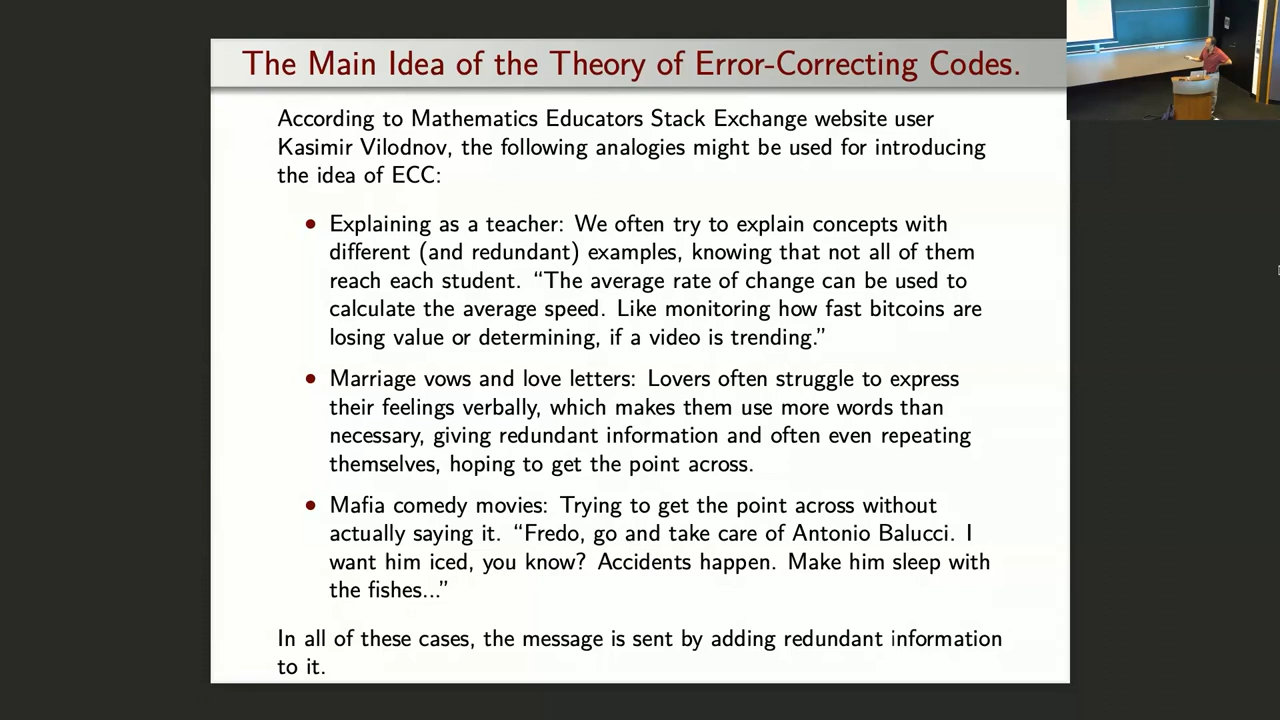 The Main Idea of the Theory of Error-Correcting Codes.
According to Mathematics Educators Stack Exchange website user
Kasimir Vilodnov, the following analogies might be used for introducing
the idea of ECC:
• Explaining as a teacher: We often try to explain concepts with
different (and redundant) examples, knowing that not all of them
reach each student. “The average rate of change can be used to
calculate the average speed. Like monitoring how fast bitcoins are
losing value or determining, if a video is trending.”
• Marriage vows and love letters: Lovers often struggle to express
their feelings verbally, which makes them use more words than
necessary, giving redundant information and often even repeating
themselves, hoping to get the point across.
• Mafia comedy movies: Trying to get the point across without
actually saying it. “Fredo, go and take care of Antonio Balucci. I
want him iced, you know? Accidents happen. Make him sleep with
the fishes...”
In all of these cases, the message is sent by adding redundant information
to it.